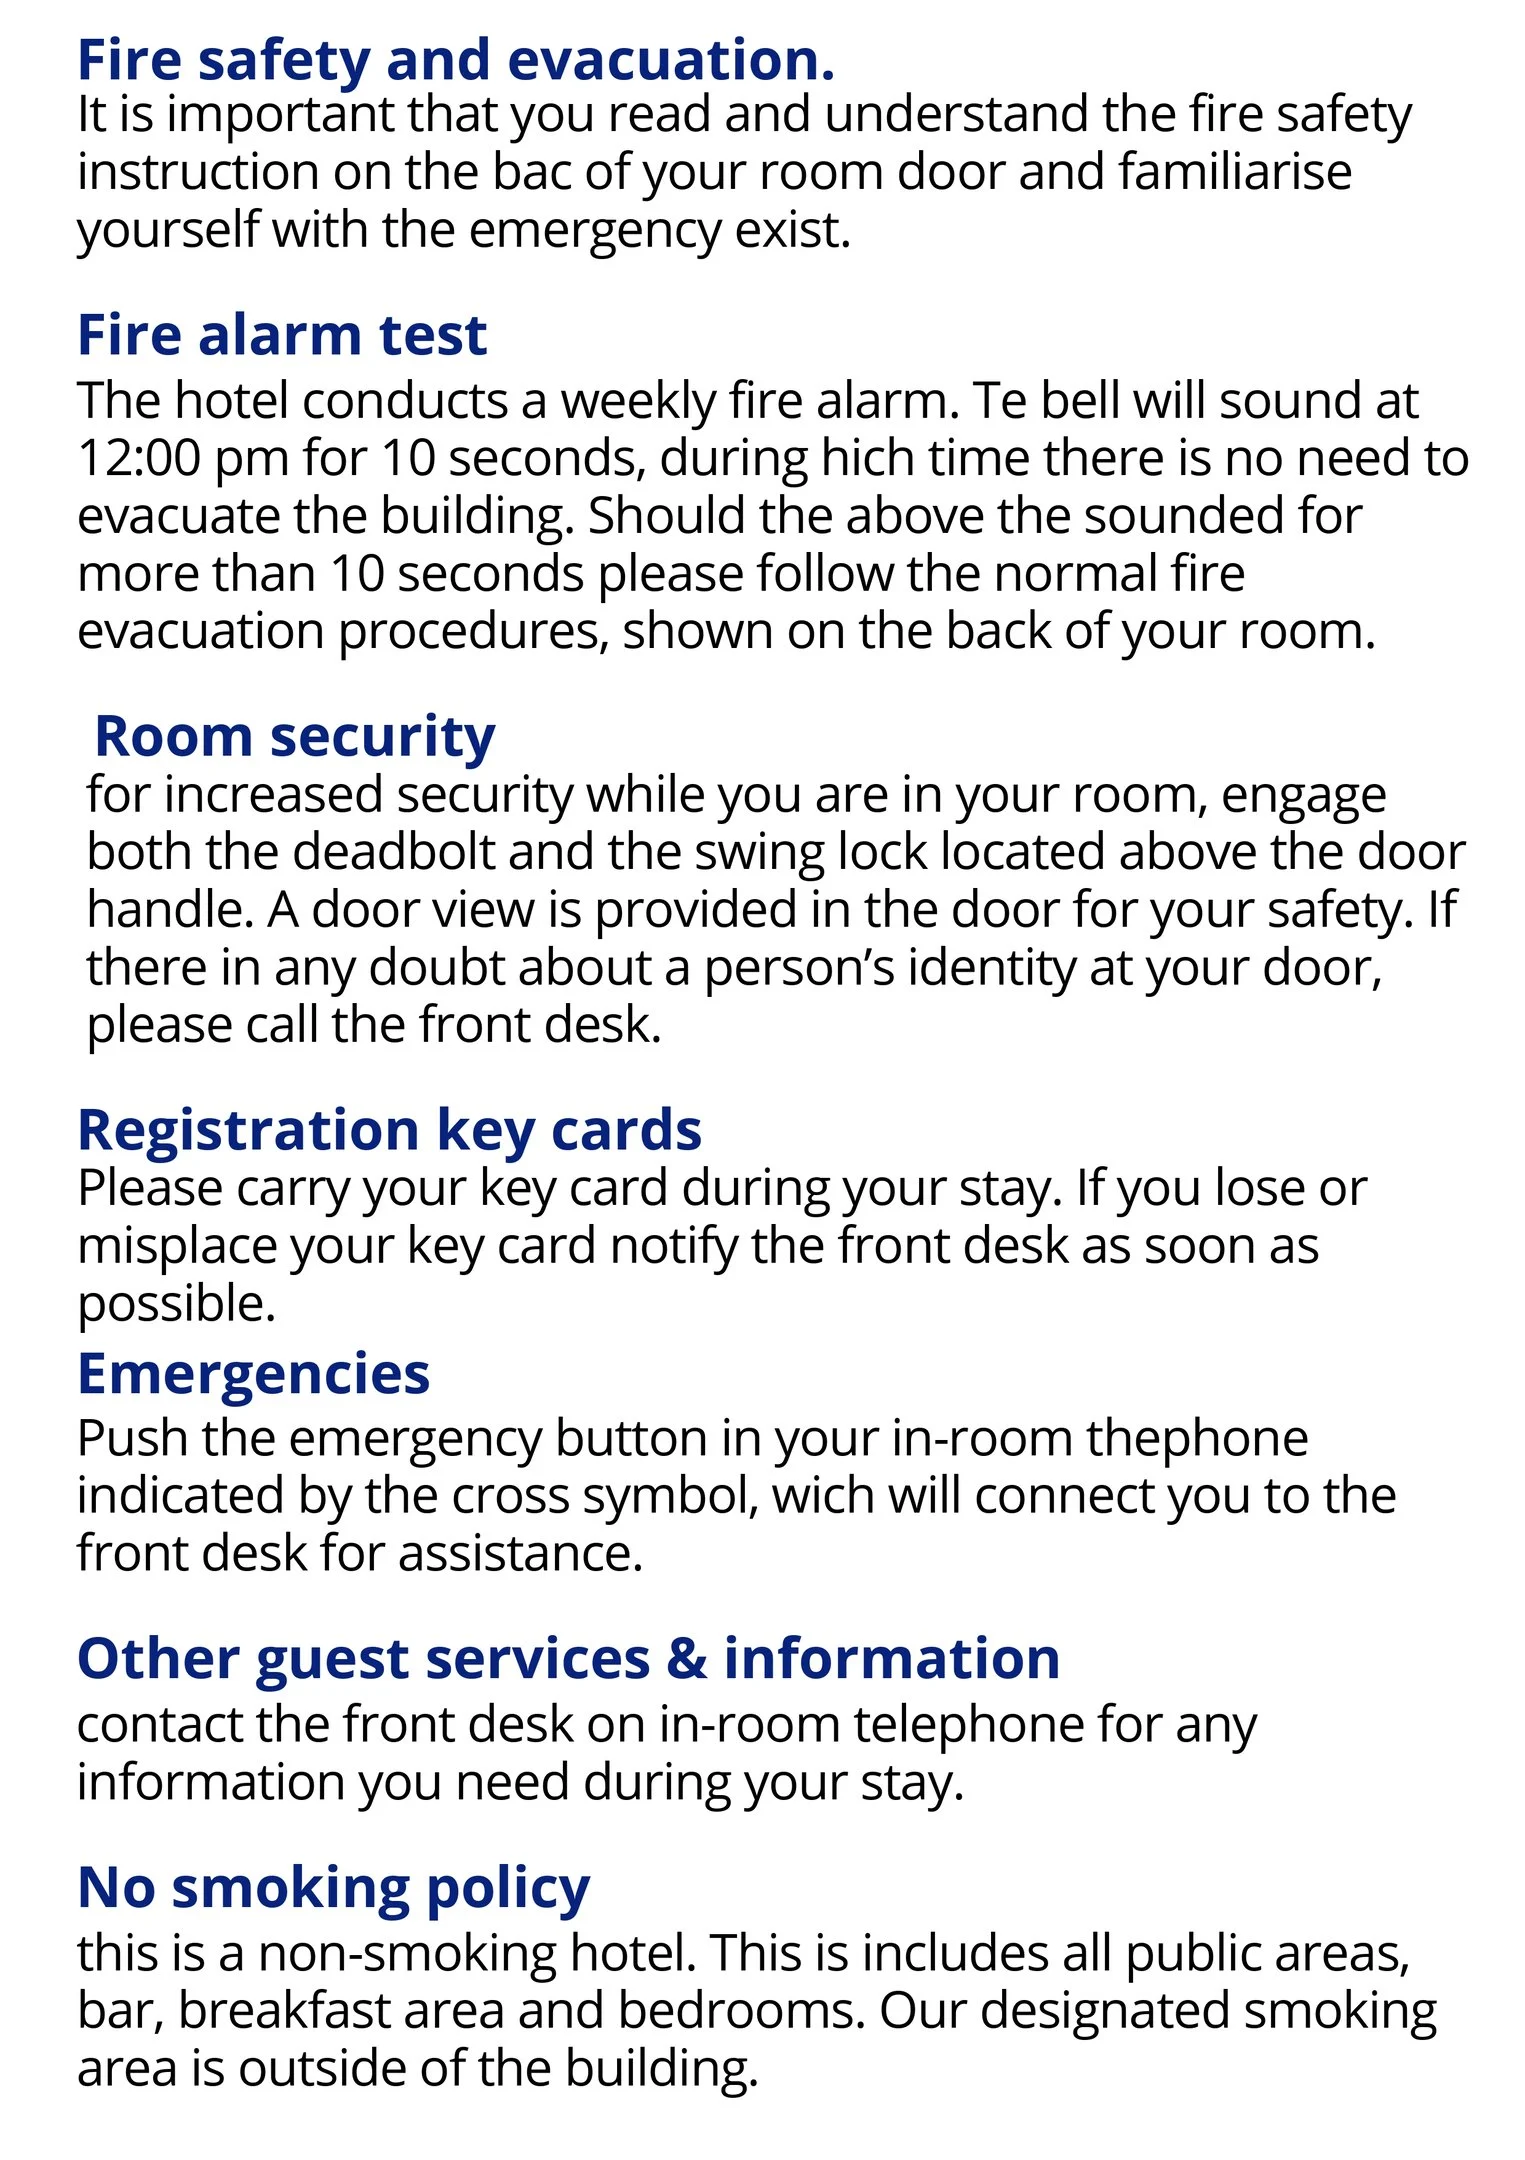 Fire safety and evacuation.
It is important that you read and understand the fire safety
instruction on the bac of your room door and familiarise
yourself with the emergency exist.
Fire alarm test
The hotel conducts a weekly fire alarm. Te bell will sound at
12:00 pm for 10 seconds, during hich time there is no need to
evacuate the building. Should the above the sounded for
more than 10 seconds please follow the normal fire
evacuation procedures, shown on the back of your room.
Room security
for increased security while you are in your room, engage
both the deadbolt and the swing lock located above the door
handle. A door view is provided in the door for your safety. If
there in any doubt about a person’s identity at your door,
please call the front desk.
Registration key cards
Please carry your key card during your stay. If you lose or
misplace your key card notify the front desk as soon as
possible.
Emergencies
Push the emergency button in your in-room thephone
indicated by the cross symbol, wich will connect you to the
front desk for assistance.
Other guest services & information
contact the front desk on in-room telephone for any
information you need during your stay.
No smoking policy
this is a non-smoking hotel. This is includes all public areas,
bar, breakfast area and bedrooms. Our designated smoking
area is outside of the building.